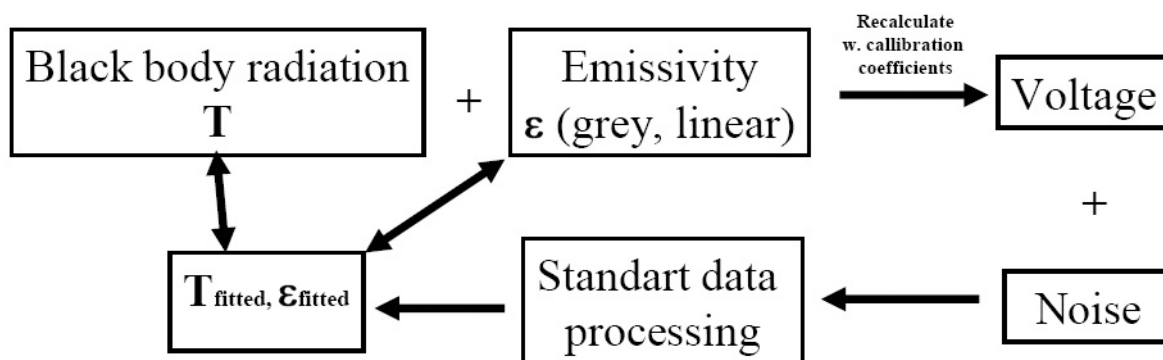 Black body radiation
T
+
Emissivity
ε (grey, linear)
Recalculate
w. callibration
coefficients
Voltage
+
Noise
Standart data
processing
Tfitted, εfitted